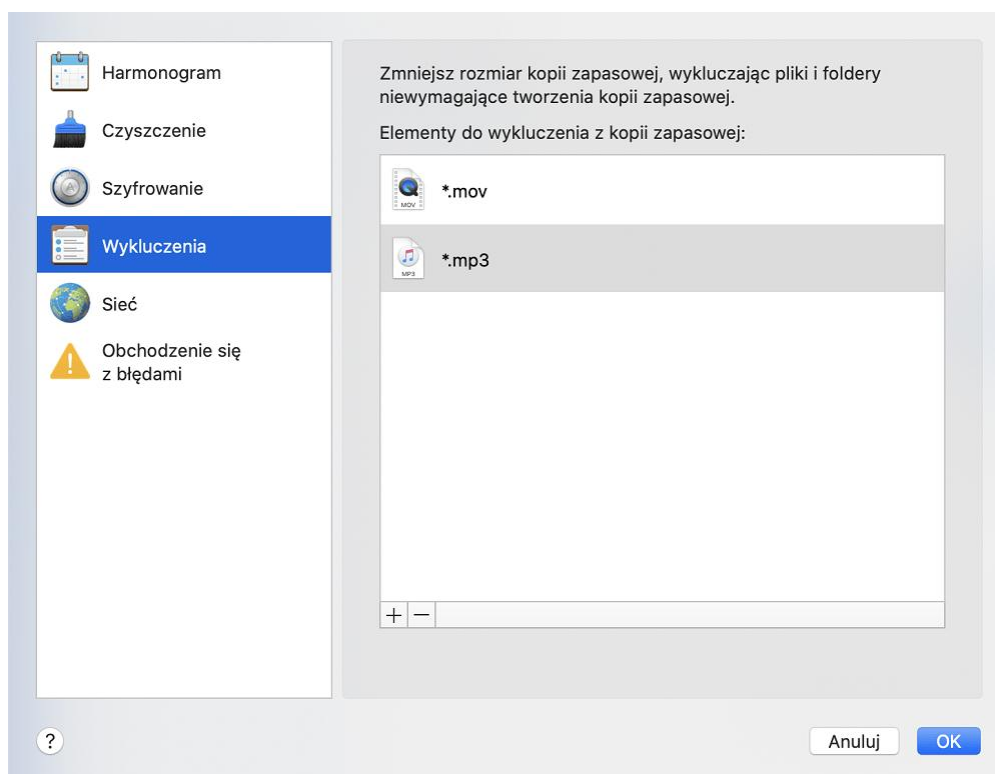 Harmonogram
Czyszczenie
Szyfrowanie
Wykluczenia
Sieć
Obchodzenie się
z błędami
Zmniejsz rozmiar kopii zapasowej, wykluczając pliki i foldery
niewymagające tworzenia kopii zapasowej.
Elementy do wykluczenia z kopii zapasowej:
MOV
*.mov
MP3
*.mp3
+ −
?
Anuluj
OK